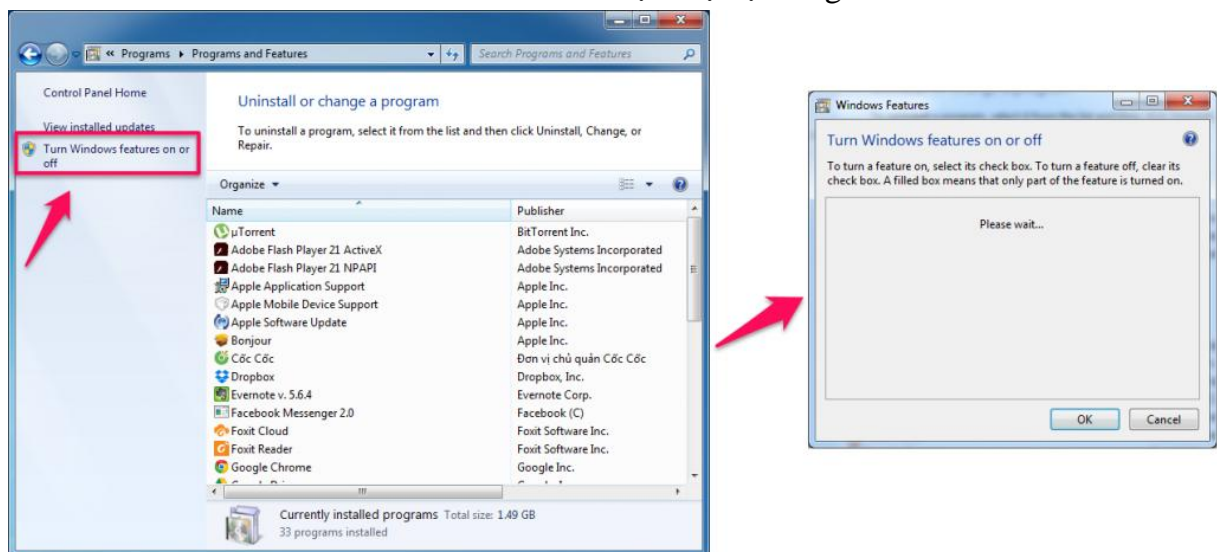 « Programs ▸ Programs and Features
Search Programs and Features
Control Panel Home
View installed updates
Turn Windows features on or
off
Uninstall or change a program
To uninstall a program, select it from the list and then click Uninstall, Change, or
Repair.
Organize
Name Publisher
µTorrent BitTorrent Inc.
Adobe Flash Player 21 ActiveX Adobe Systems Incorporated
Adobe Flash Player 21 NPAPI Adobe Systems Incorporated
Apple Application Support Apple Inc.
Apple Mobile Device Support Apple Inc.
Apple Software Update Apple Inc.
Bonjour Apple Inc.
Cốc Cốc Đơn vị chủ quản Cốc Cốc
Dropbox Dropbox, Inc.
Evernote v. 5.6.4 Evernote Corp.
Facebook Messenger 2.0 Facebook (C)
Foxit Cloud Foxit Software Inc.
Foxit Reader Foxit Software Inc.
Google Chrome Google Inc.
Currently installed programs Total size: 1.49 GB
33 programs installed
Windows Features
Turn Windows features on or off
To turn a feature on, select its check box. To turn a feature off, clear its
check box. A filled box means that only part of the feature is turned on.
Please wait...
OK Cancel